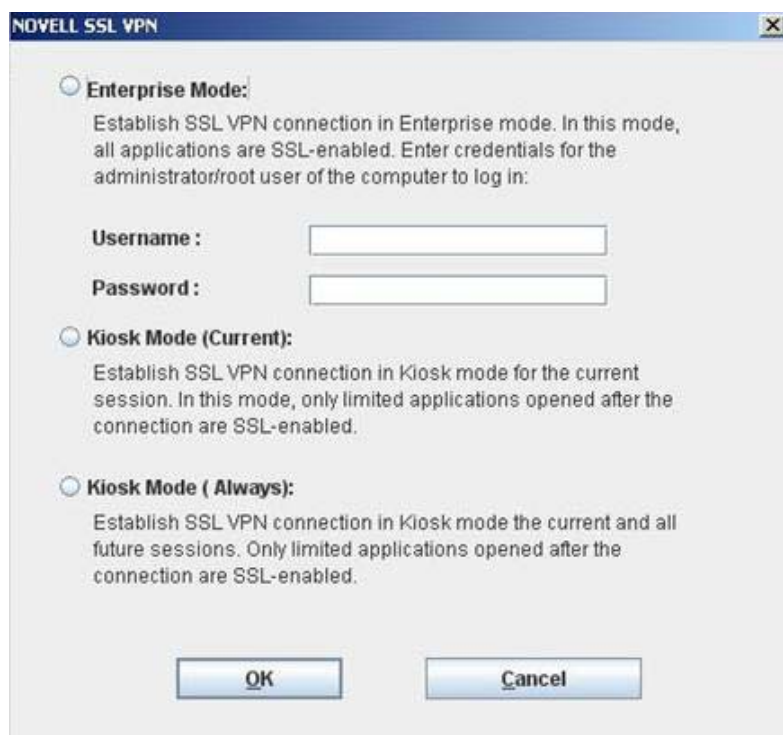 NOVELL SSL VPN
Enterprise Mode:
Establish SSL VPN connection in Enterprise mode. In this mode,
all applications are SSL-enabled. Enter credentials for the
administrator/root user of the computer to log in:
Username :
Password :
Kiosk Mode (Current):
Establish SSL VPN connection in Kiosk mode for the current
session. In this mode, only limited applications opened after the
connection are SSL-enabled.
Kiosk Mode ( Always):
Establish SSL VPN connection in Kiosk mode the current and all
future sessions. Only limited applications opened after the
connection are SSL-enabled.
OK Cancel